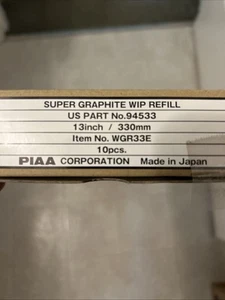 SUPER GRAPHITE WIP REFILL
US PART No.94533
13inch / 330mm
Item No. WGR33E
10pcs.
PIAA CORPORATION Made in Japan